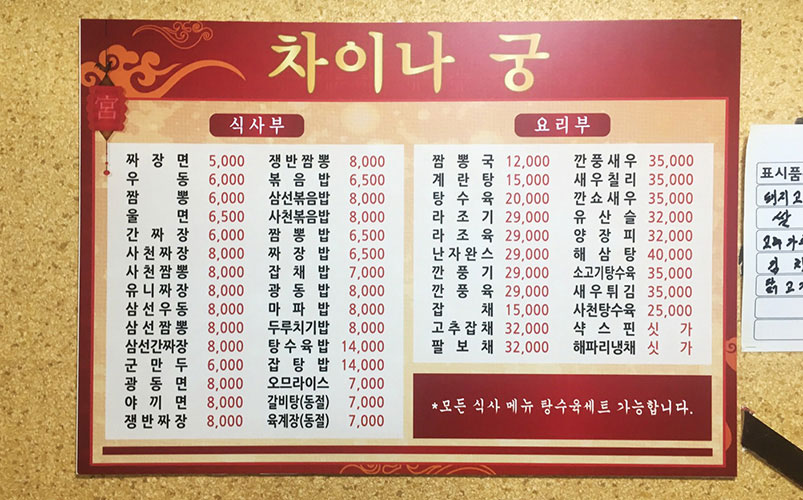 차이나 궁
宮
식사부
짜장면 5,000
우동 6,000
짬뽕 6,000
울면 6,500
간짜장 6,000
사천짜장 8,000
사천짬뽕 8,000
유니짜장 8,000
삼선우동 8,000
삼선짬뽕 8,000
삼선간짜장 8,000
군만두 6,000
광동면 8,000
야끼면 8,000
쟁반짜장 8,000
쟁반짬뽕 8,000
볶음밥 6,500
삼선볶음밥 8,000
사천볶음밥 8,000
짬뽕밥 6,500
짜장밥 6,500
잡채밥 7,000
광동밥 8,000
마파밥 8,000
두루치기밥 8,000
탕수육밥 14,000
잡탕밥 14,000
오므라이스 7,000
갈비탕(동절) 7,000
육계장(동절) 7,000
요리부
짬뽕국 12,000
계란탕 15,000
탕수육 20,000
라조기 29,000
라조육 29,000
난자완스 29,000
깐풍기 29,000
깐풍육 29,000
잡채 15,000
고추잡채 32,000
팔보채 32,000
깐풍새우 35,000
새우칠리 35,000
깐쇼새우 35,000
유산슬 32,000
양장피 32,000
해삼탕 40,000
소고기탕수육 35,000
새우튀김 35,000
사천탕수육 25,000
샥스핀 싯가
해파리냉채 싯가
*모든 식사 메뉴 탕수육세트 가능합니다.
표시품
쌀